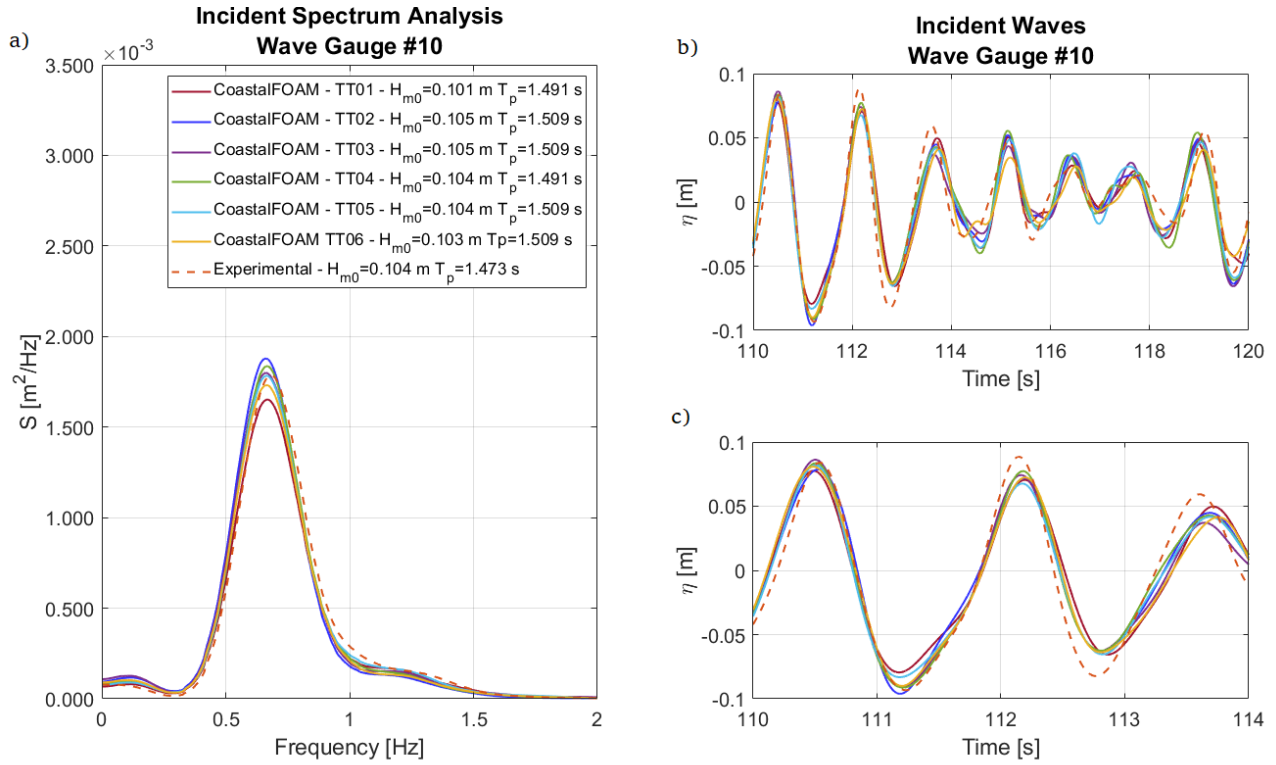 a)
Incident Spectrum Analysis
Wave Gauge #10
×10⁻³
3.500
3.000
2.500
2.000
1.500
1.000
0.500
0.000
S [m²/Hz]
CoastalFOAM - TT01 - Hm0=0.101 m Tp=1.491 s
CoastalFOAM - TT02 - Hm0=0.105 m Tp=1.509 s
CoastalFOAM - TT03 - Hm0=0.105 m Tp=1.509 s
CoastalFOAM - TT04 - Hm0=0.104 m Tp=1.491 s
CoastalFOAM - TT05 - Hm0=0.104 m Tp=1.509 s
CoastalFOAM TT06 - Hm0=0.103 m Tp=1.509 s
Experimental - Hm0=0.104 m Tp=1.473 s
0 0.5 1 1.5 2
Frequency [Hz]
b)
Incident Waves
Wave Gauge #10
0.1
0.05
0
-0.05
-0.1
η [m]
110 112 114 116 118 120
Time [s]
c)
0.1
0.05
0
-0.05
-0.1
η [m]
110 111 112 113 114
Time [s]